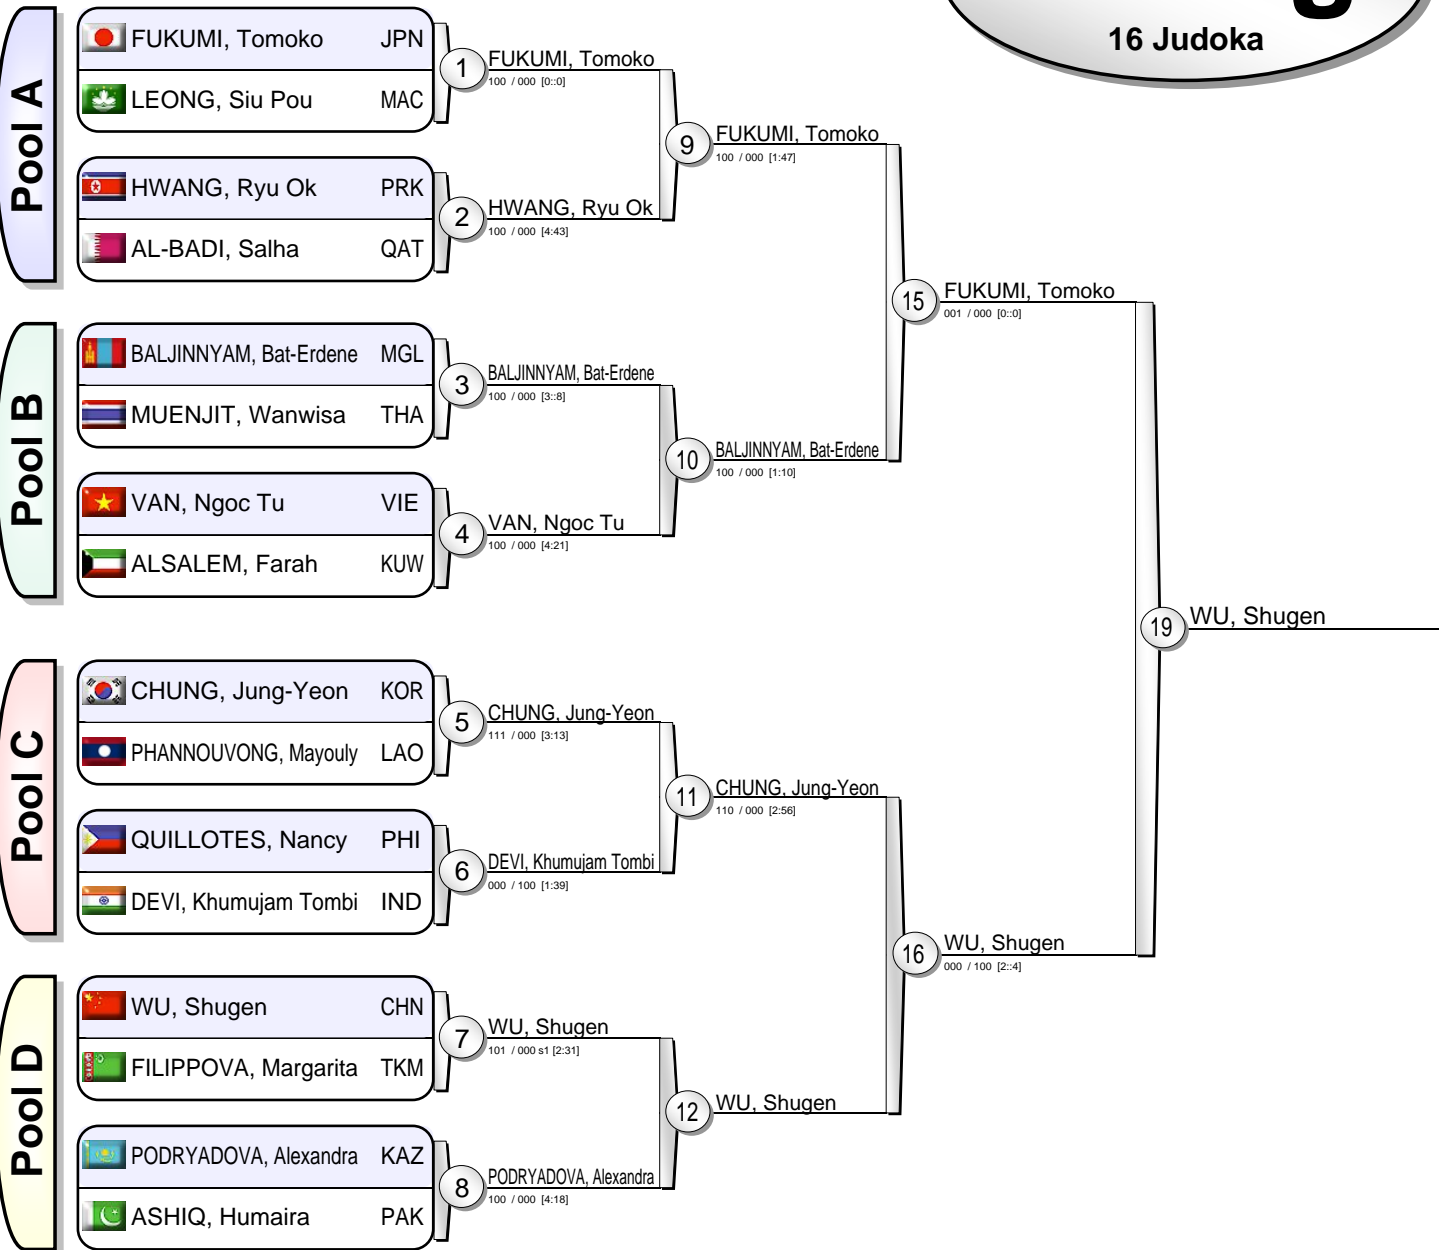 16 Judoka
Pool A
FUKUMI, Tomoko JPN
LEONG, Siu Pou MAC
HWANG, Ryu Ok PRK
AL-BADI, Salha QAT
Pool B
BALJINNYAM, Bat-Erdene MGL
MUENJIT, Wanwisa THA
VAN, Ngoc Tu VIE
ALSALEM, Farah KUW
Pool C
CHUNG, Jung-Yeon KOR
PHANNOUVONG, Mayouly LAO
QUILLOTES, Nancy PHI
DEVI, Khumujam Tombi IND
Pool D
WU, Shugen CHN
FILIPPOVA, Margarita TKM
PODRYADOVA, Alexandra KAZ
ASHIQ, Humaira PAK
1 FUKUMI, Tomoko
100 / 000 [0::0]
2 HWANG, Ryu Ok
100 / 000 [4:43]
3 BALJINNYAM, Bat-Erdene
100 / 000 [3::8]
4 VAN, Ngoc Tu
100 / 000 [4:21]
5 CHUNG, Jung-Yeon
111 / 000 [3:13]
6 DEVI, Khumujam Tombi
000 / 100 [1:39]
7 WU, Shugen
101 / 000 s1 [2:31]
8 PODRYADOVA, Alexandra
100 / 000 [4:18]
9 FUKUMI, Tomoko
100 / 000 [1:47]
10 BALJINNYAM, Bat-Erdene
100 / 000 [1:10]
11 CHUNG, Jung-Yeon
110 / 000 [2:56]
12 WU, Shugen
15 FUKUMI, Tomoko
001 / 000 [0::0]
16 WU, Shugen
000 / 100 [2::4]
19 WU, Shugen